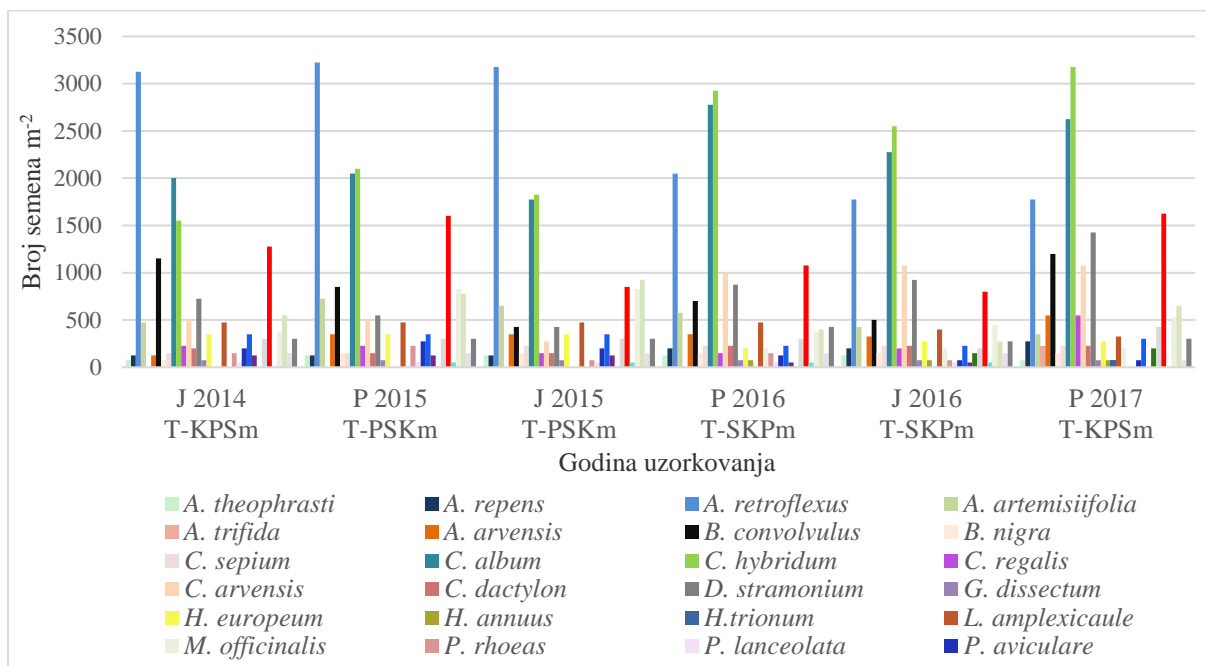 3500
3000
2500
2000
1500
1000
500
0
Broj semena m-2
J 2014 P 2015 J 2015 P 2016 J 2016 P 2017
T-KPSm T-PSKm T-PSKm T-SKPm T-SKPm T-KPSm
Godina uzorkovanja
A. theophrasti A. repens A. retroflexus A. artemisiifolia
A. trifida A. arvensis B. convolvulus B. nigra
C. sepium C. album C. hybridum C. regalis
C. arvensis C. dactylon D. stramonium G. dissectum
H. europeum H. annuus H.trionum L. amplexicaule
M. officinalis P. rhoeas P. lanceolata P. aviculare